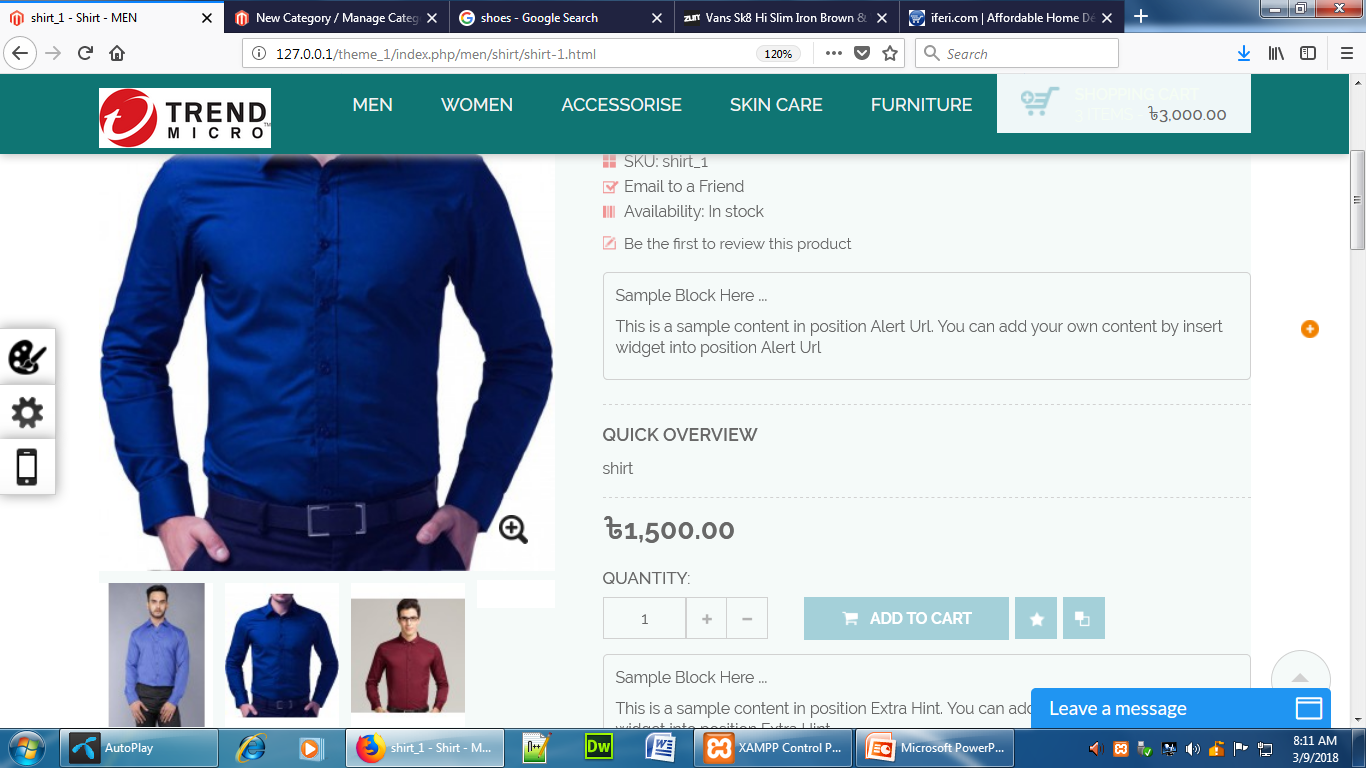 shirt_1 - Shirt - MEN
New Category / Manage Categ
shoes - Google Search
Vans Sk8 Hi Slim Iron Brown &
iferi.com | Affordable Home De
127.0.0.1/theme_1/index.php/men/shirt/shirt-1.html
120%
Search
TREND MICRO
MEN WOMEN ACCESSORISE SKIN CARE FURNITURE
SHOPPING CART
৳3,000.00
SKU: shirt_1
Email to a Friend
Availability: In stock
Be the first to review this product
Sample Block Here ...
This is a sample content in position Alert Url. You can add your own content by insert
widget into position Alert Url
QUICK OVERVIEW
shirt
৳1,500.00
QUANTITY:
1 + −
ADD TO CART
Sample Block Here ...
This is a sample content in position Extra Hint. You can add
widget into position Extra Hint
Leave a message
AutoPlay
shirt_1 - Shirt - M...
Dw
XAMPP Control P...
Microsoft PowerP...
8:11 AM
3/9/2018